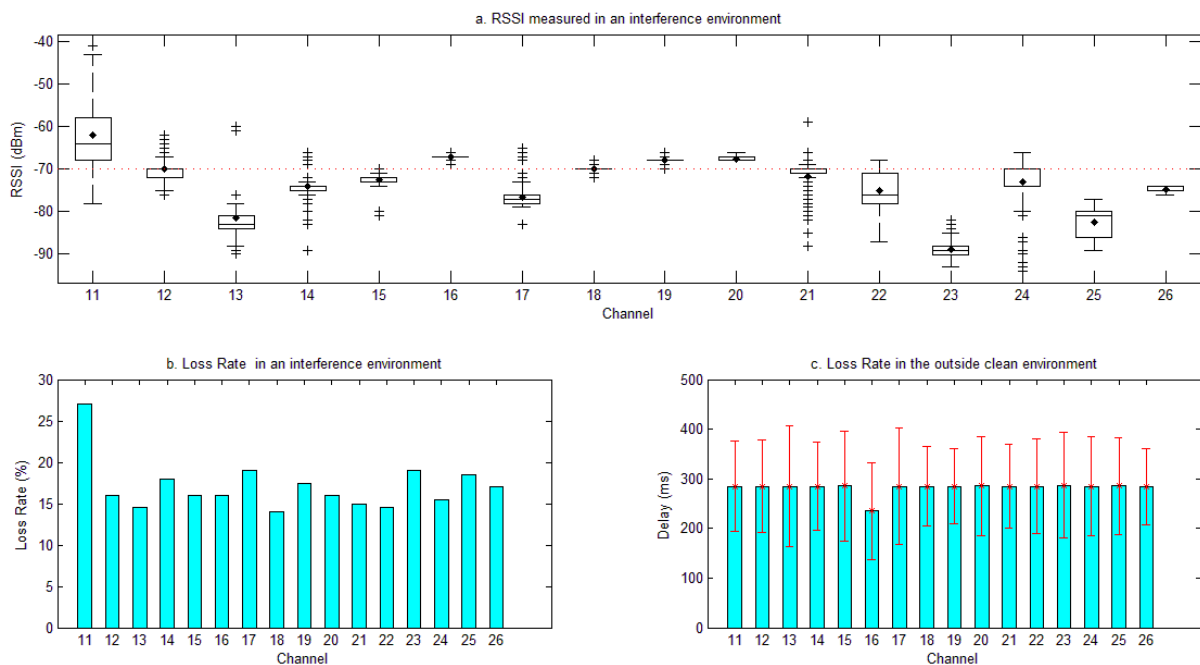 a. RSSI measured in an interference environment
-40
-50
-60
-70
-80
-90
RSSI (dBm)
11 12 13 14 15 16 17 18 19 20 21 22 23 24 25 26
Channel
b. Loss Rate in an interference environment
30
25
20
15
10
5
0
Loss Rate (%)
11 12 13 14 15 16 17 18 19 20 21 22 23 24 25 26
Channel
c. Loss Rate in the outside clean environment
500
400
300
200
100
0
Delay (ms)
11 12 13 14 15 16 17 18 19 20 21 22 23 24 25 26
Channel